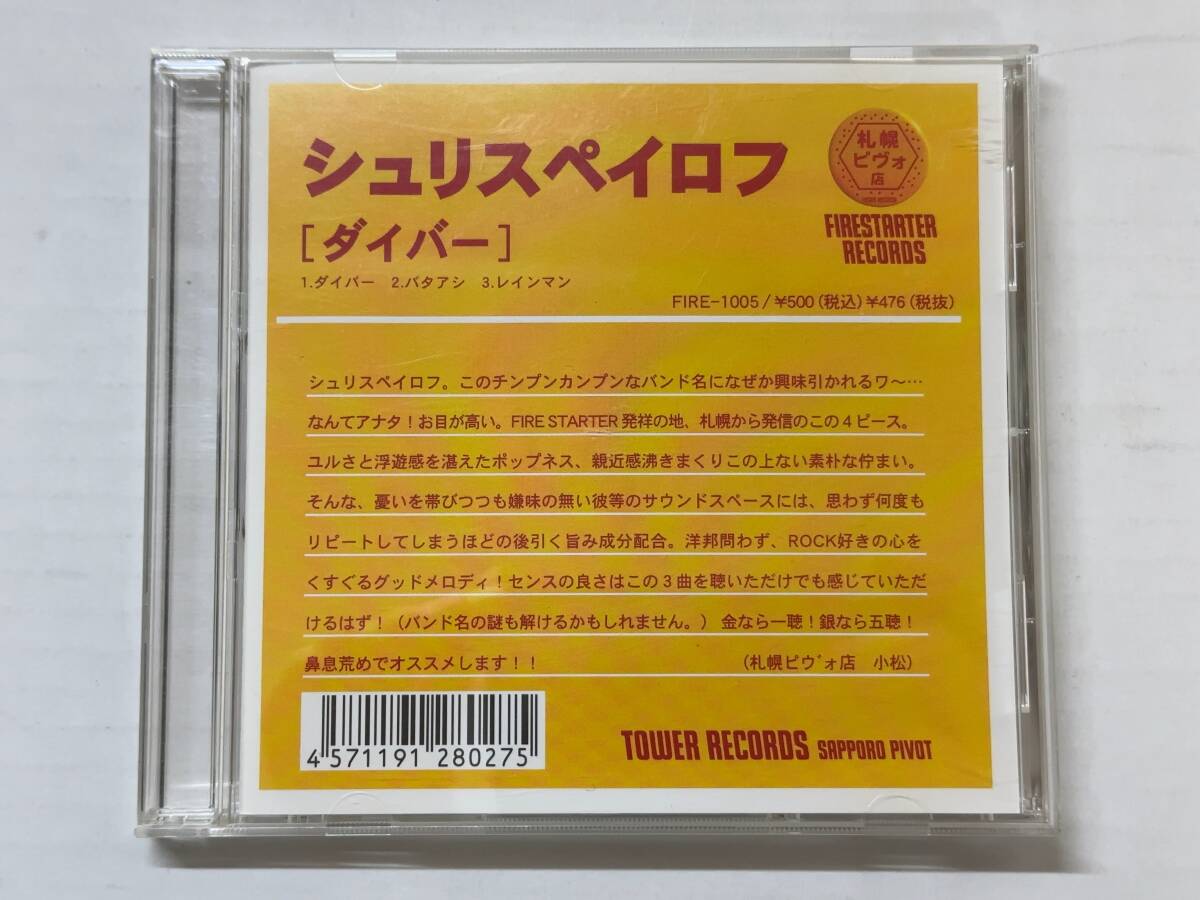 シュリスペイロフ
[ダイバー]
1.ダイバー 2.バタアシ 3.レインマン
札幌
ピヴォ
店
FIRESTARTER
RECORDS
FIRE-1005/¥500(税込)¥476(税抜)
シュリスペイロフ。このチンプンカンプンなバンド名になぜか興味引かれるワ〜…
なんてアナタ！お目が高い。FIRE STARTER発祥の地、札幌から発信のこの4ピース。
ユルさと浮遊感を湛えたポップネス、親近感沸きまくりこの上ない素朴な佇まい。
そんな、憂いを帯びつつも嫌味の無い彼等のサウンドスペースには、思わず何度も
リピートしてしまうほどの後引く旨み成分配合。洋邦問わず、ROCK好きの心を
くすぐるグッドメロディ！センスの良さはこの3曲を聴いただけでも感じていただ
けるはず！（バンド名の謎も解けるかもしれません。）金なら一聴！銀なら五聴！
鼻息荒めでオススメします！！ （札幌ピヴォ店 小松）
4 571191 280275
TOWER RECORDS SAPPORO PIVOT